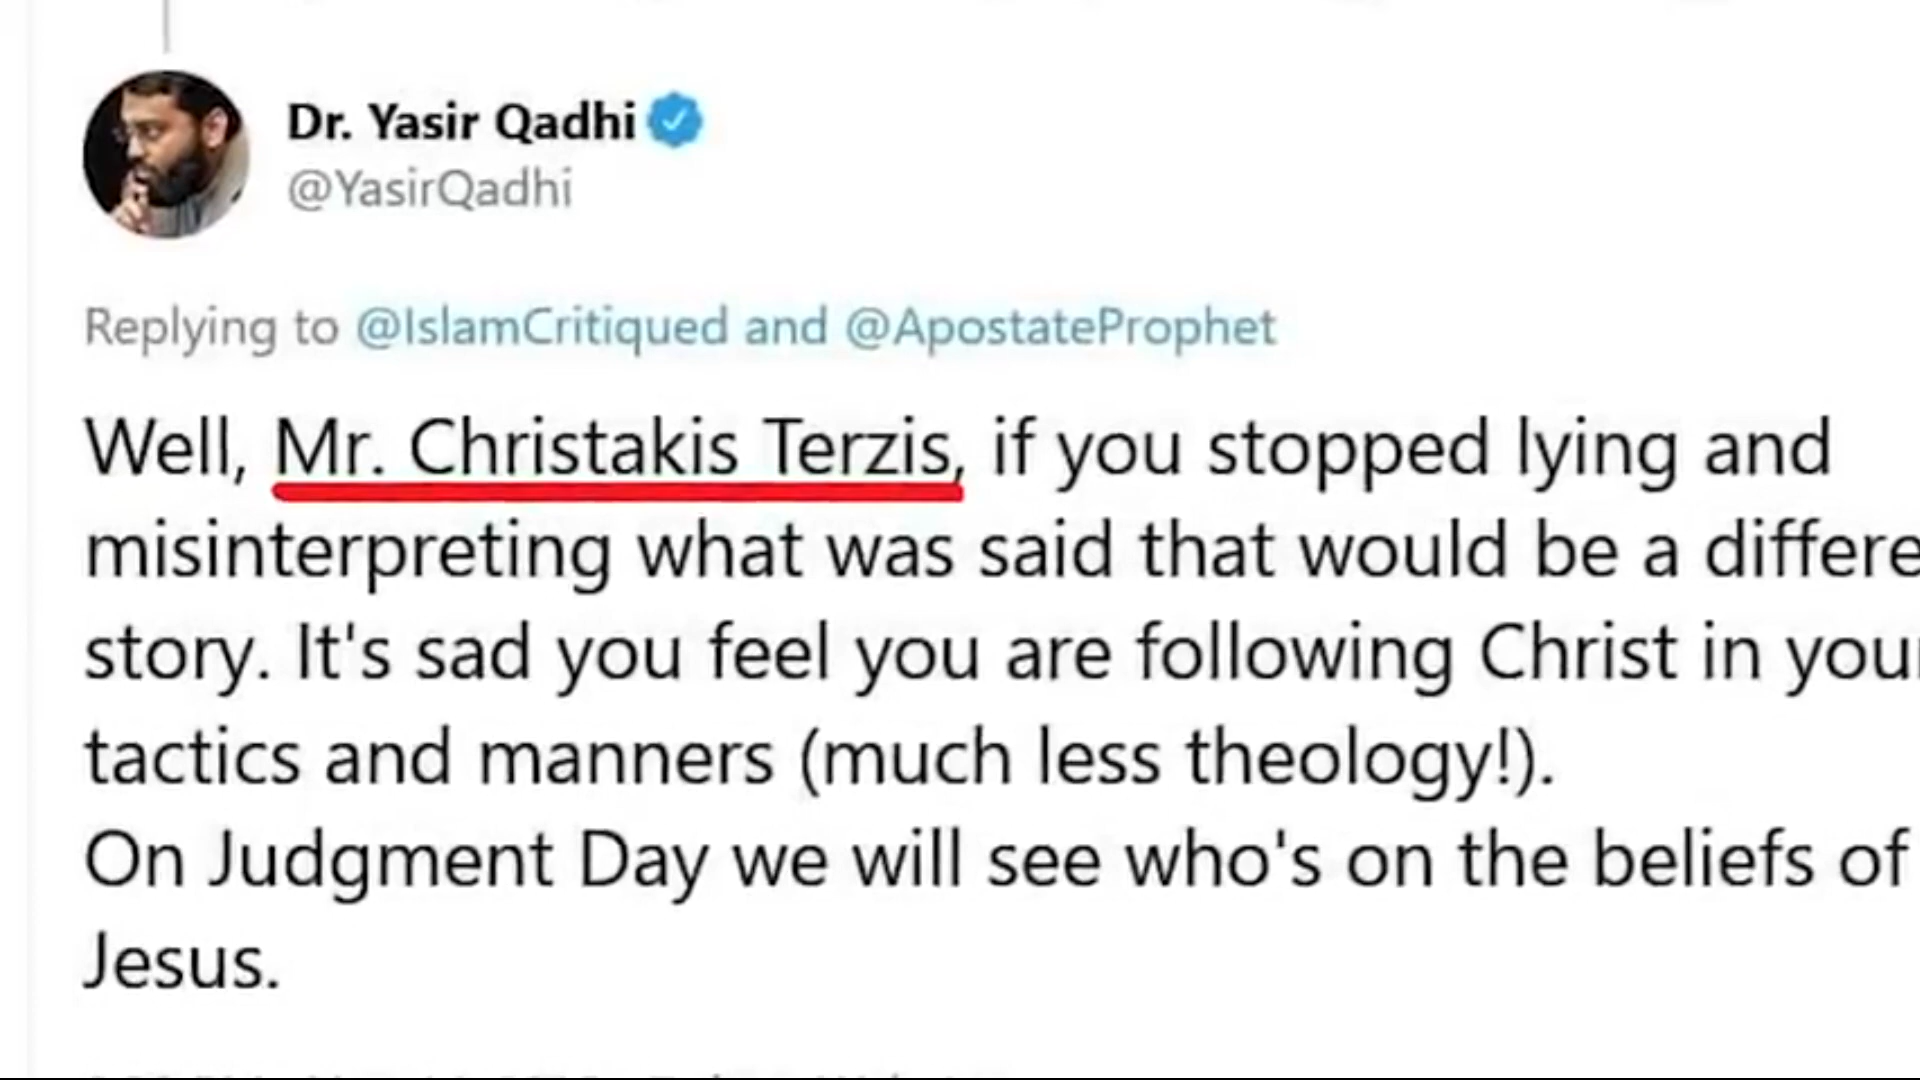 Dr. Yasir Qadhi
@YasirQadhi
Replying to @IslamCritiqued and @ApostateProphet
Well, Mr. Christakis Terzis, if you stopped lying and
misinterpreting what was said that would be a differe
story. It's sad you feel you are following Christ in your
tactics and manners (much less theology!).
On Judgment Day we will see who's on the beliefs of
Jesus.